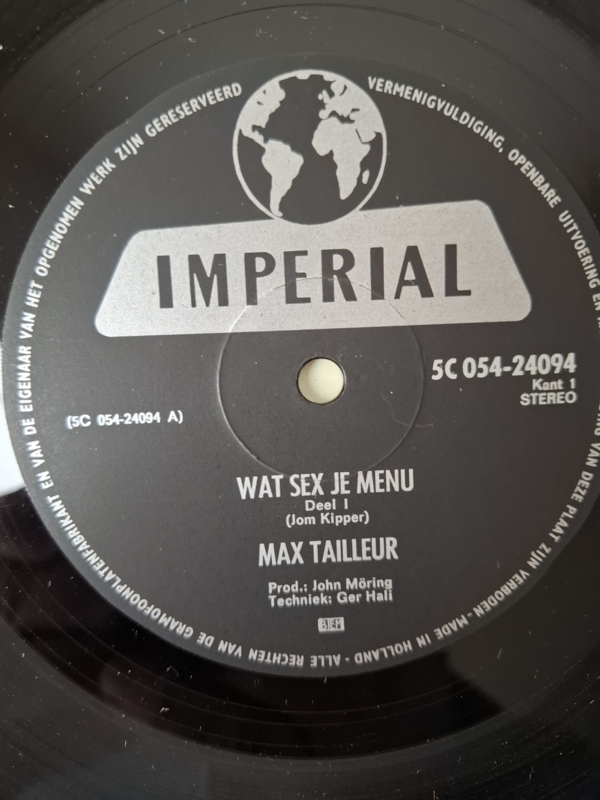 ALLE RECHTEN VAN DE GRAMOFOONPLATENFABRIKANT EN VAN DE EIGENAAR VAN HET OPGENOMEN WERK ZIJN GERESERVEERD
VERMENIGVULDIGING, OPENBARE UITVOERING EN
VAN DEZE PLAAT ZIJN VERBODEN - MADE IN HOLLAND -
IMPERIAL
5C 054-24094
Kant 1
STEREO
(5C 054-24094 A)
WAT SEX JE MENU
Deel I
(Jom Kipper)
MAX TAILLEUR
Prod.: John Möring
Techniek: Ger Hali
BIEM